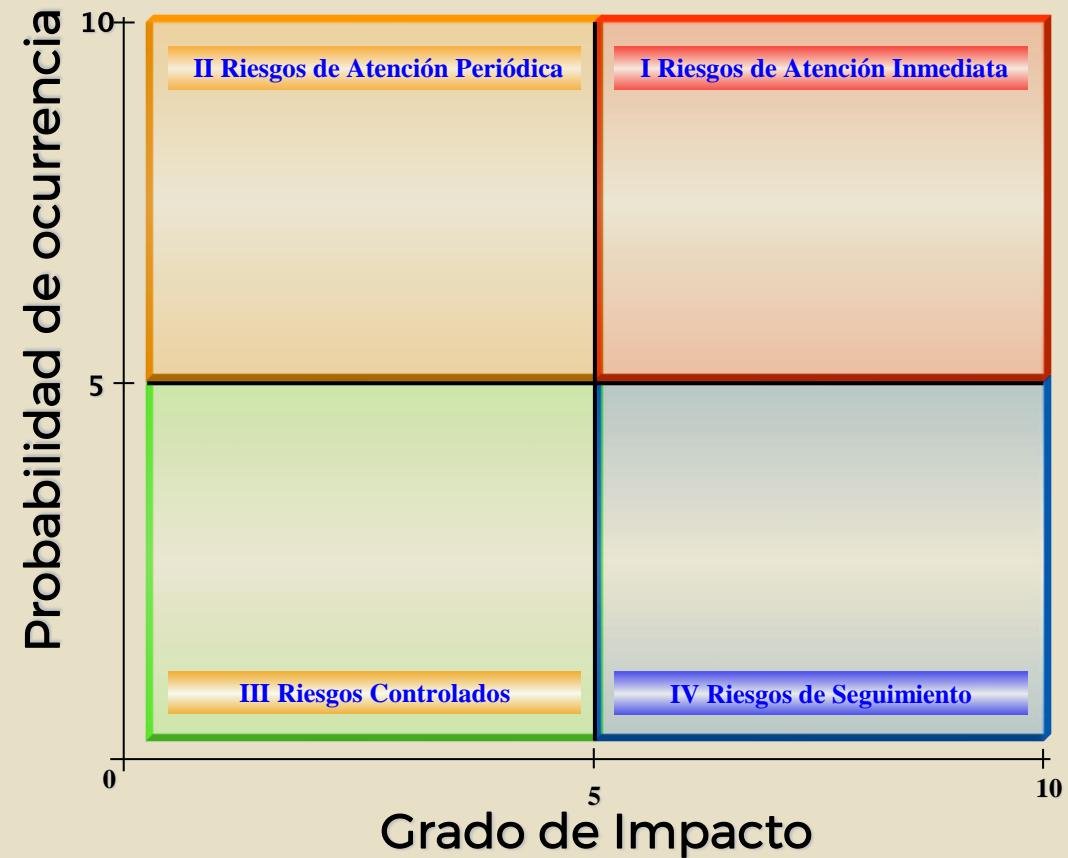 Probabilidad de ocurrencia
10
II Riesgos de Atención Periódica
I Riesgos de Atención Inmediata
5
III Riesgos Controlados
IV Riesgos de Seguimiento
0
5
10
Grado de Impacto